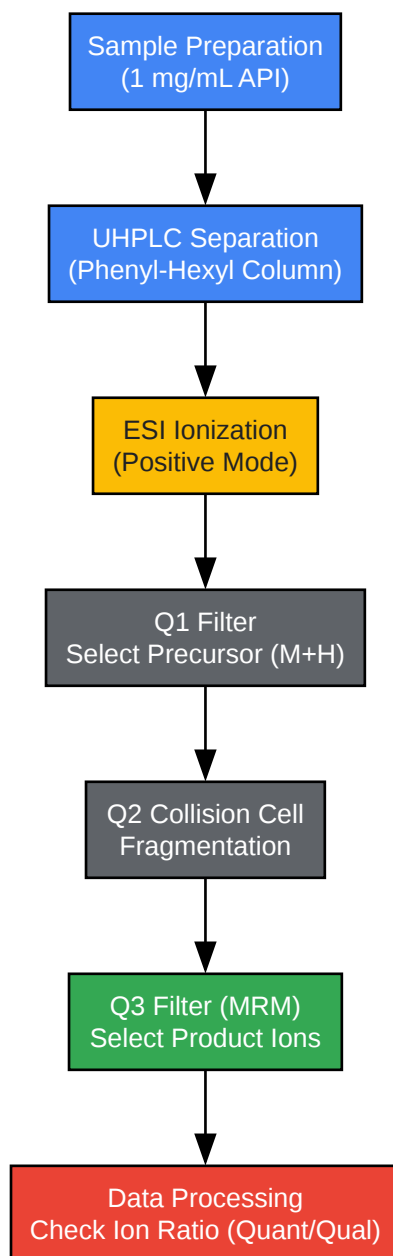 Sample Preparation
(1 mg/mL API)
UHPLC Separation
(Phenyl-Hexyl Column)
ESI Ionization
(Positive Mode)
Q1 Filter
Select Precursor (M+H)
Q2 Collision Cell
Fragmentation
Q3 Filter (MRM)
Select Product Ions
Data Processing
Check Ion Ratio (Quant/Qual)